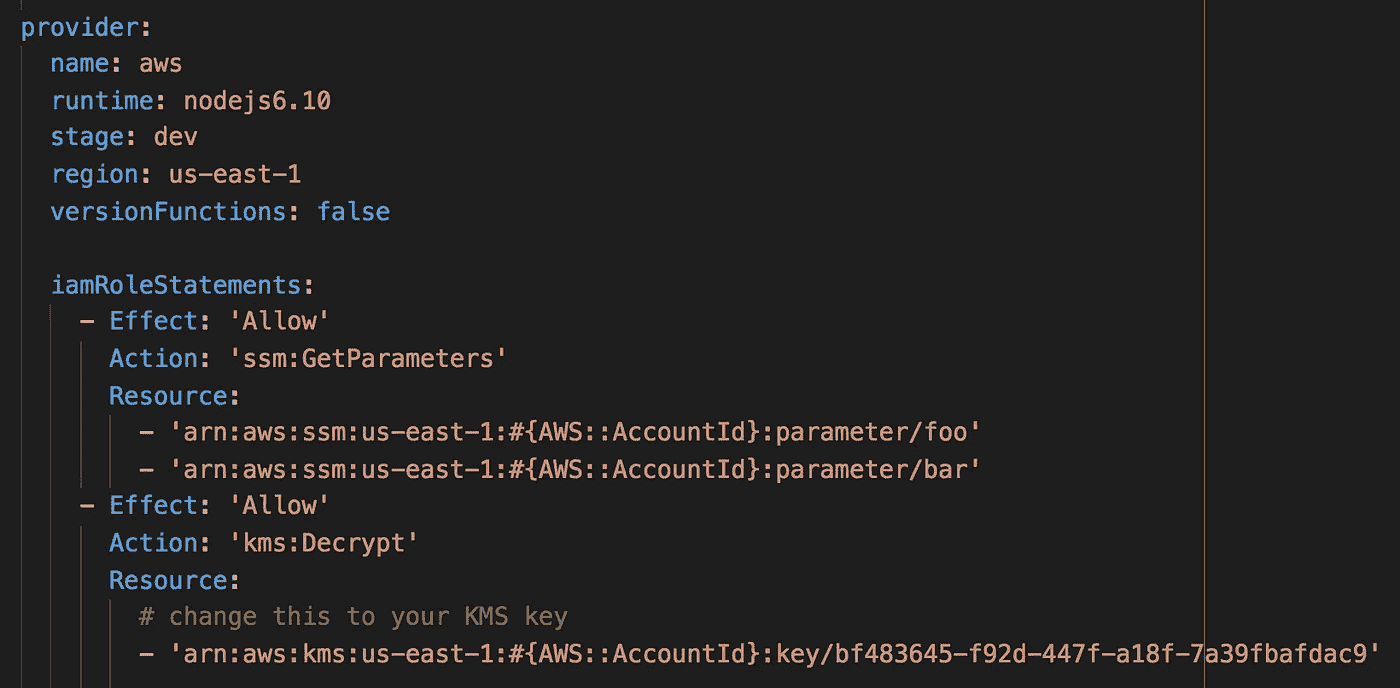 provider:
  name: aws
  runtime: nodejs6.10
  stage: dev
  region: us-east-1
  versionFunctions: false

  iamRoleStatements:
    - Effect: 'Allow'
      Action: 'ssm:GetParameters'
      Resource:
        - 'arn:aws:ssm:us-east-1:#{AWS::AccountId}:parameter/foo'
        - 'arn:aws:ssm:us-east-1:#{AWS::AccountId}:parameter/bar'
    - Effect: 'Allow'
      Action: 'kms:Decrypt'
      Resource:
        # change this to your KMS key
        - 'arn:aws:kms:us-east-1:#{AWS::AccountId}:key/bf483645-f92d-447f-a18f-7a39fbafdac9'